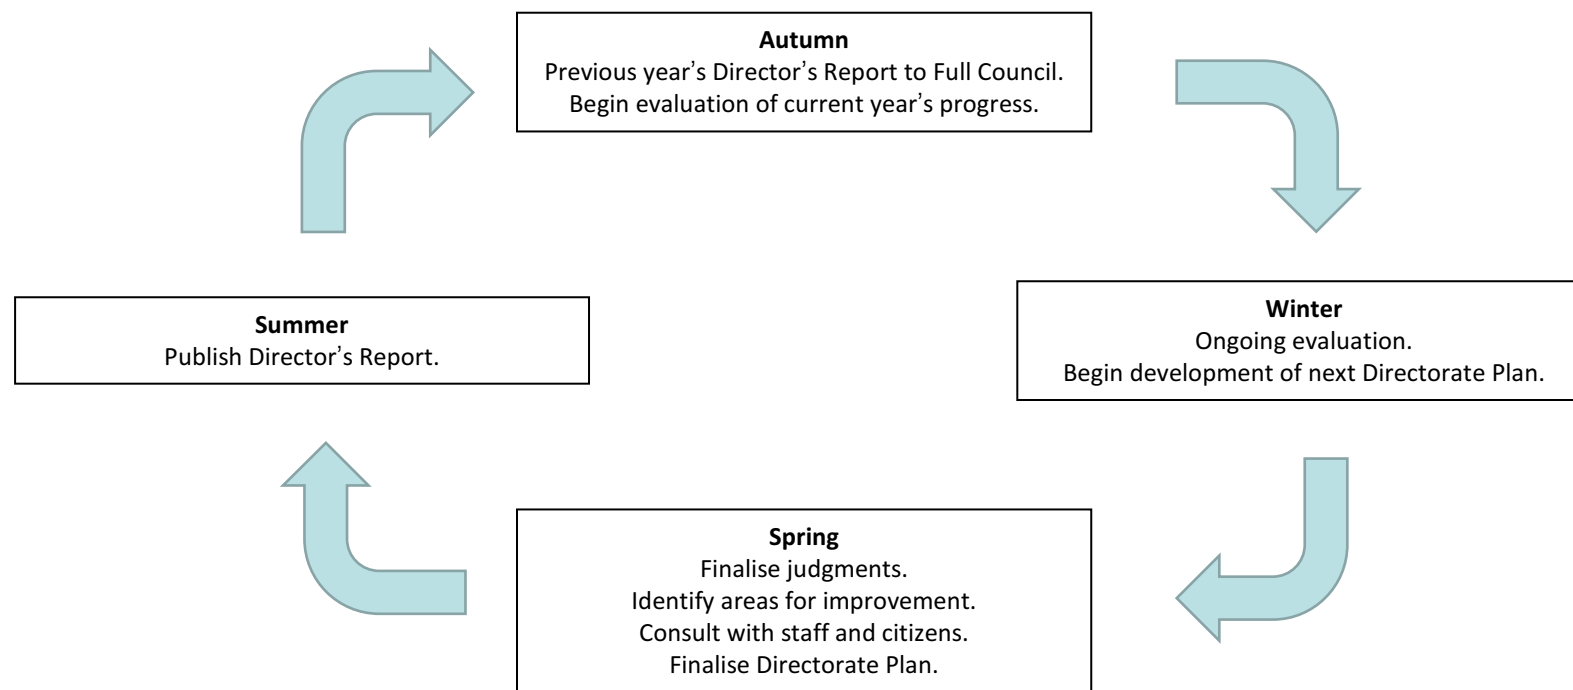 Autumn
Previous year’s Director’s Report to Full Council.
Begin evaluation of current year’s progress.
Summer
Publish Director’s Report.
Winter
Ongoing evaluation.
Begin development of next Directorate Plan.
Spring
Finalise judgments.
Identify areas for improvement.
Consult with staff and citizens.
Finalise Directorate Plan.